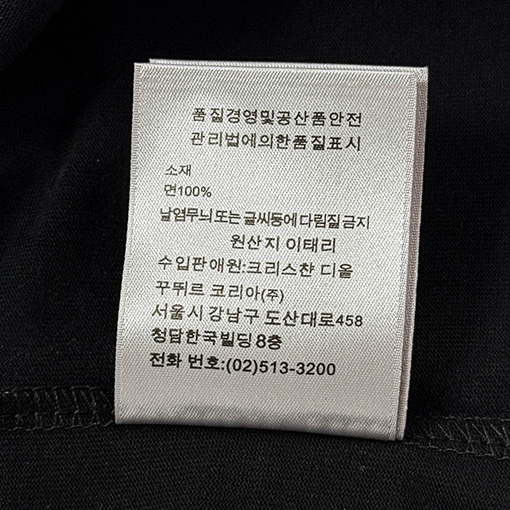 품질경영및공산품안전
관리법에의한품질표시
소재
면100%
날염무늬또는글씨등에다림질금지
원산지 이태리
수입판애원:크리스챤 디올
꾸뛰르 코리아(주)
서울시 강남구 도산대로458
청담한국빌딩8층
전화 번호:(02)513-3200